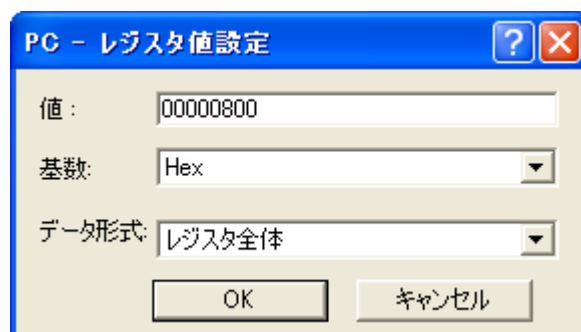 PC - レジスタ値設定
値:
00000800
基数:
Hex
データ形式:
レジスタ全体
OK
キャンセル